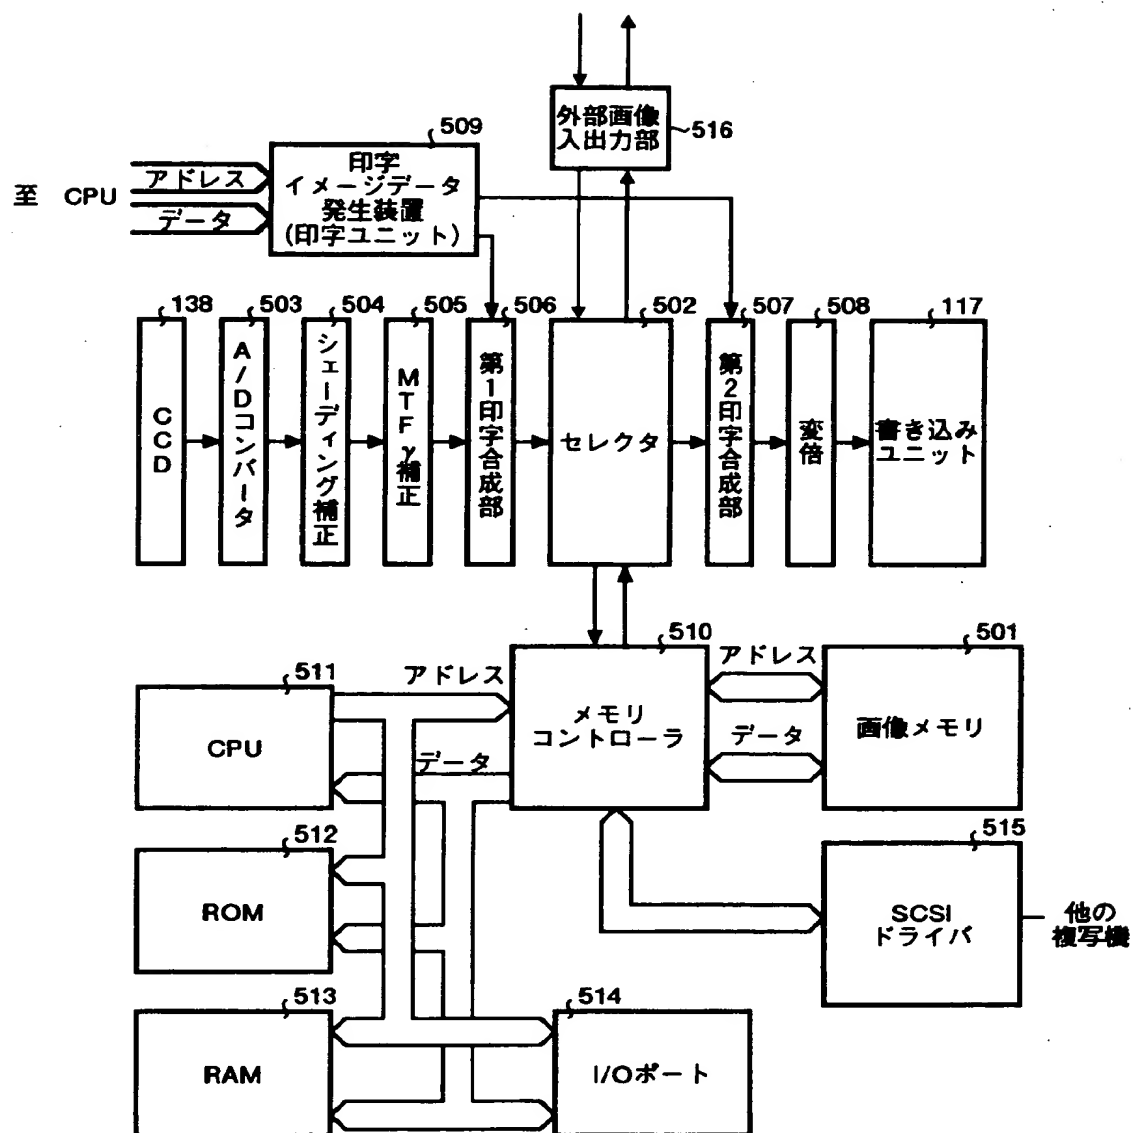 外部画像
入出力部
516
509
印字
イメージデータ
発生装置
(印字ユニット)
至 CPU
アドレス
データ
138
503
504
505
506
502
507
508
117
CCD
A/Dコンバータ
シェーディング補正
MTFγ補正
第1印字合成部
セレクタ
第2印字合成部
変倍
書き込み
ユニット
510
501
511
アドレス
アドレス
CPU
メモリ
コントローラ
データ
画像メモリ
データ
512
515
ROM
SCSI
ドライバ
他の
複写機
513
514
RAM
I/Oポート